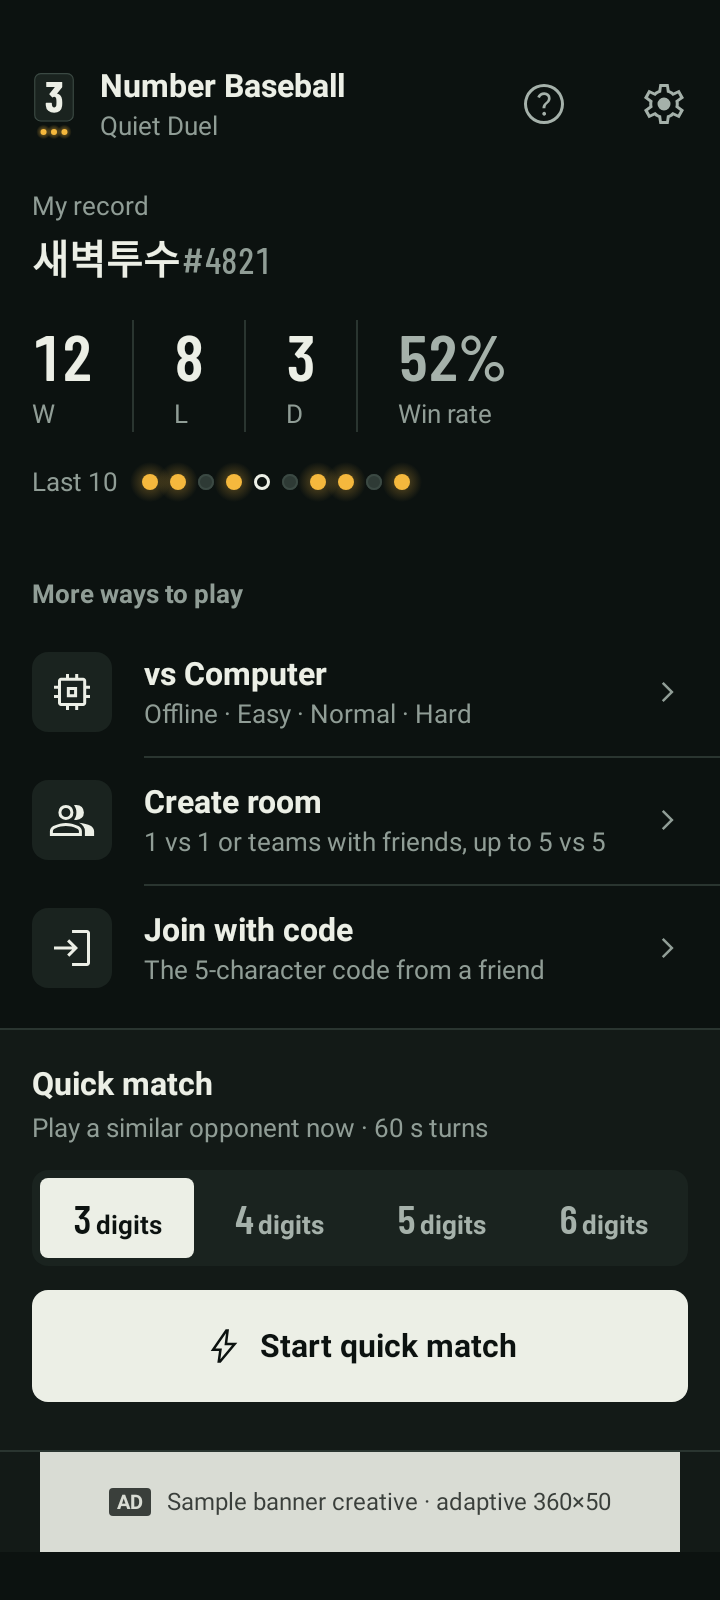 3
Number Baseball
Quiet Duel
My record
새벽투수#4821
12 8 3 52%
W L D Win rate
Last 10
More ways to play
vs Computer
Offline · Easy · Normal · Hard
Create room
1 vs 1 or teams with friends, up to 5 vs 5
Join with code
The 5-character code from a friend
Quick match
Play a similar opponent now · 60 s turns
3 digits 4 digits 5 digits 6 digits
Start quick match
AD Sample banner creative · adaptive 360×50